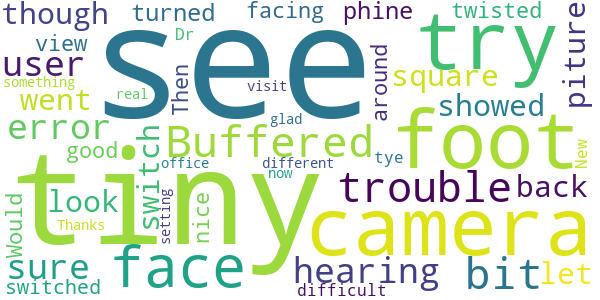 though turned facing phine twisted
view Dr
user see try piture
something real Then visit around square
went glad showed
error switch Buffered foot
good office different tye New
tiny now trouble back
Would look setting nice
Thanks camera
sure face hearing bit let
switched difficult